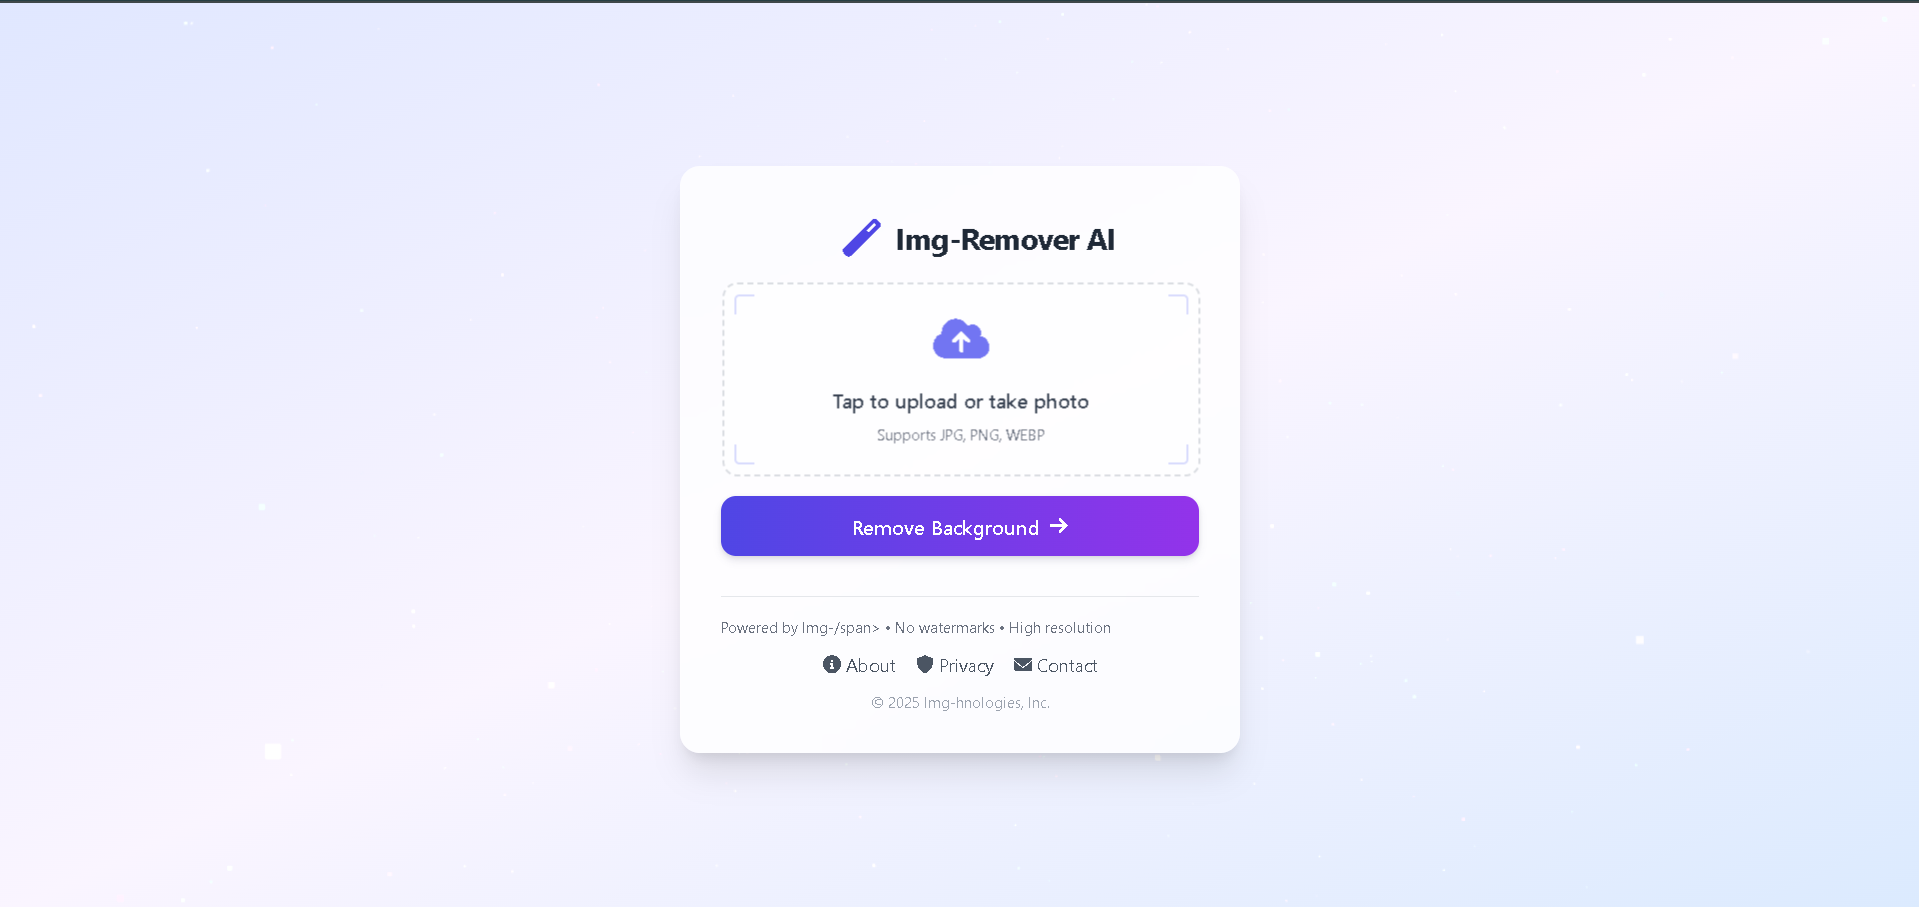 Img-Remover AI
Tap to upload or take photo
Supports JPG, PNG, WEBP
Remove Background →
Powered by Img-/span> • No watermarks • High resolution
About Privacy Contact
© 2025 Img-hnologies, Inc.